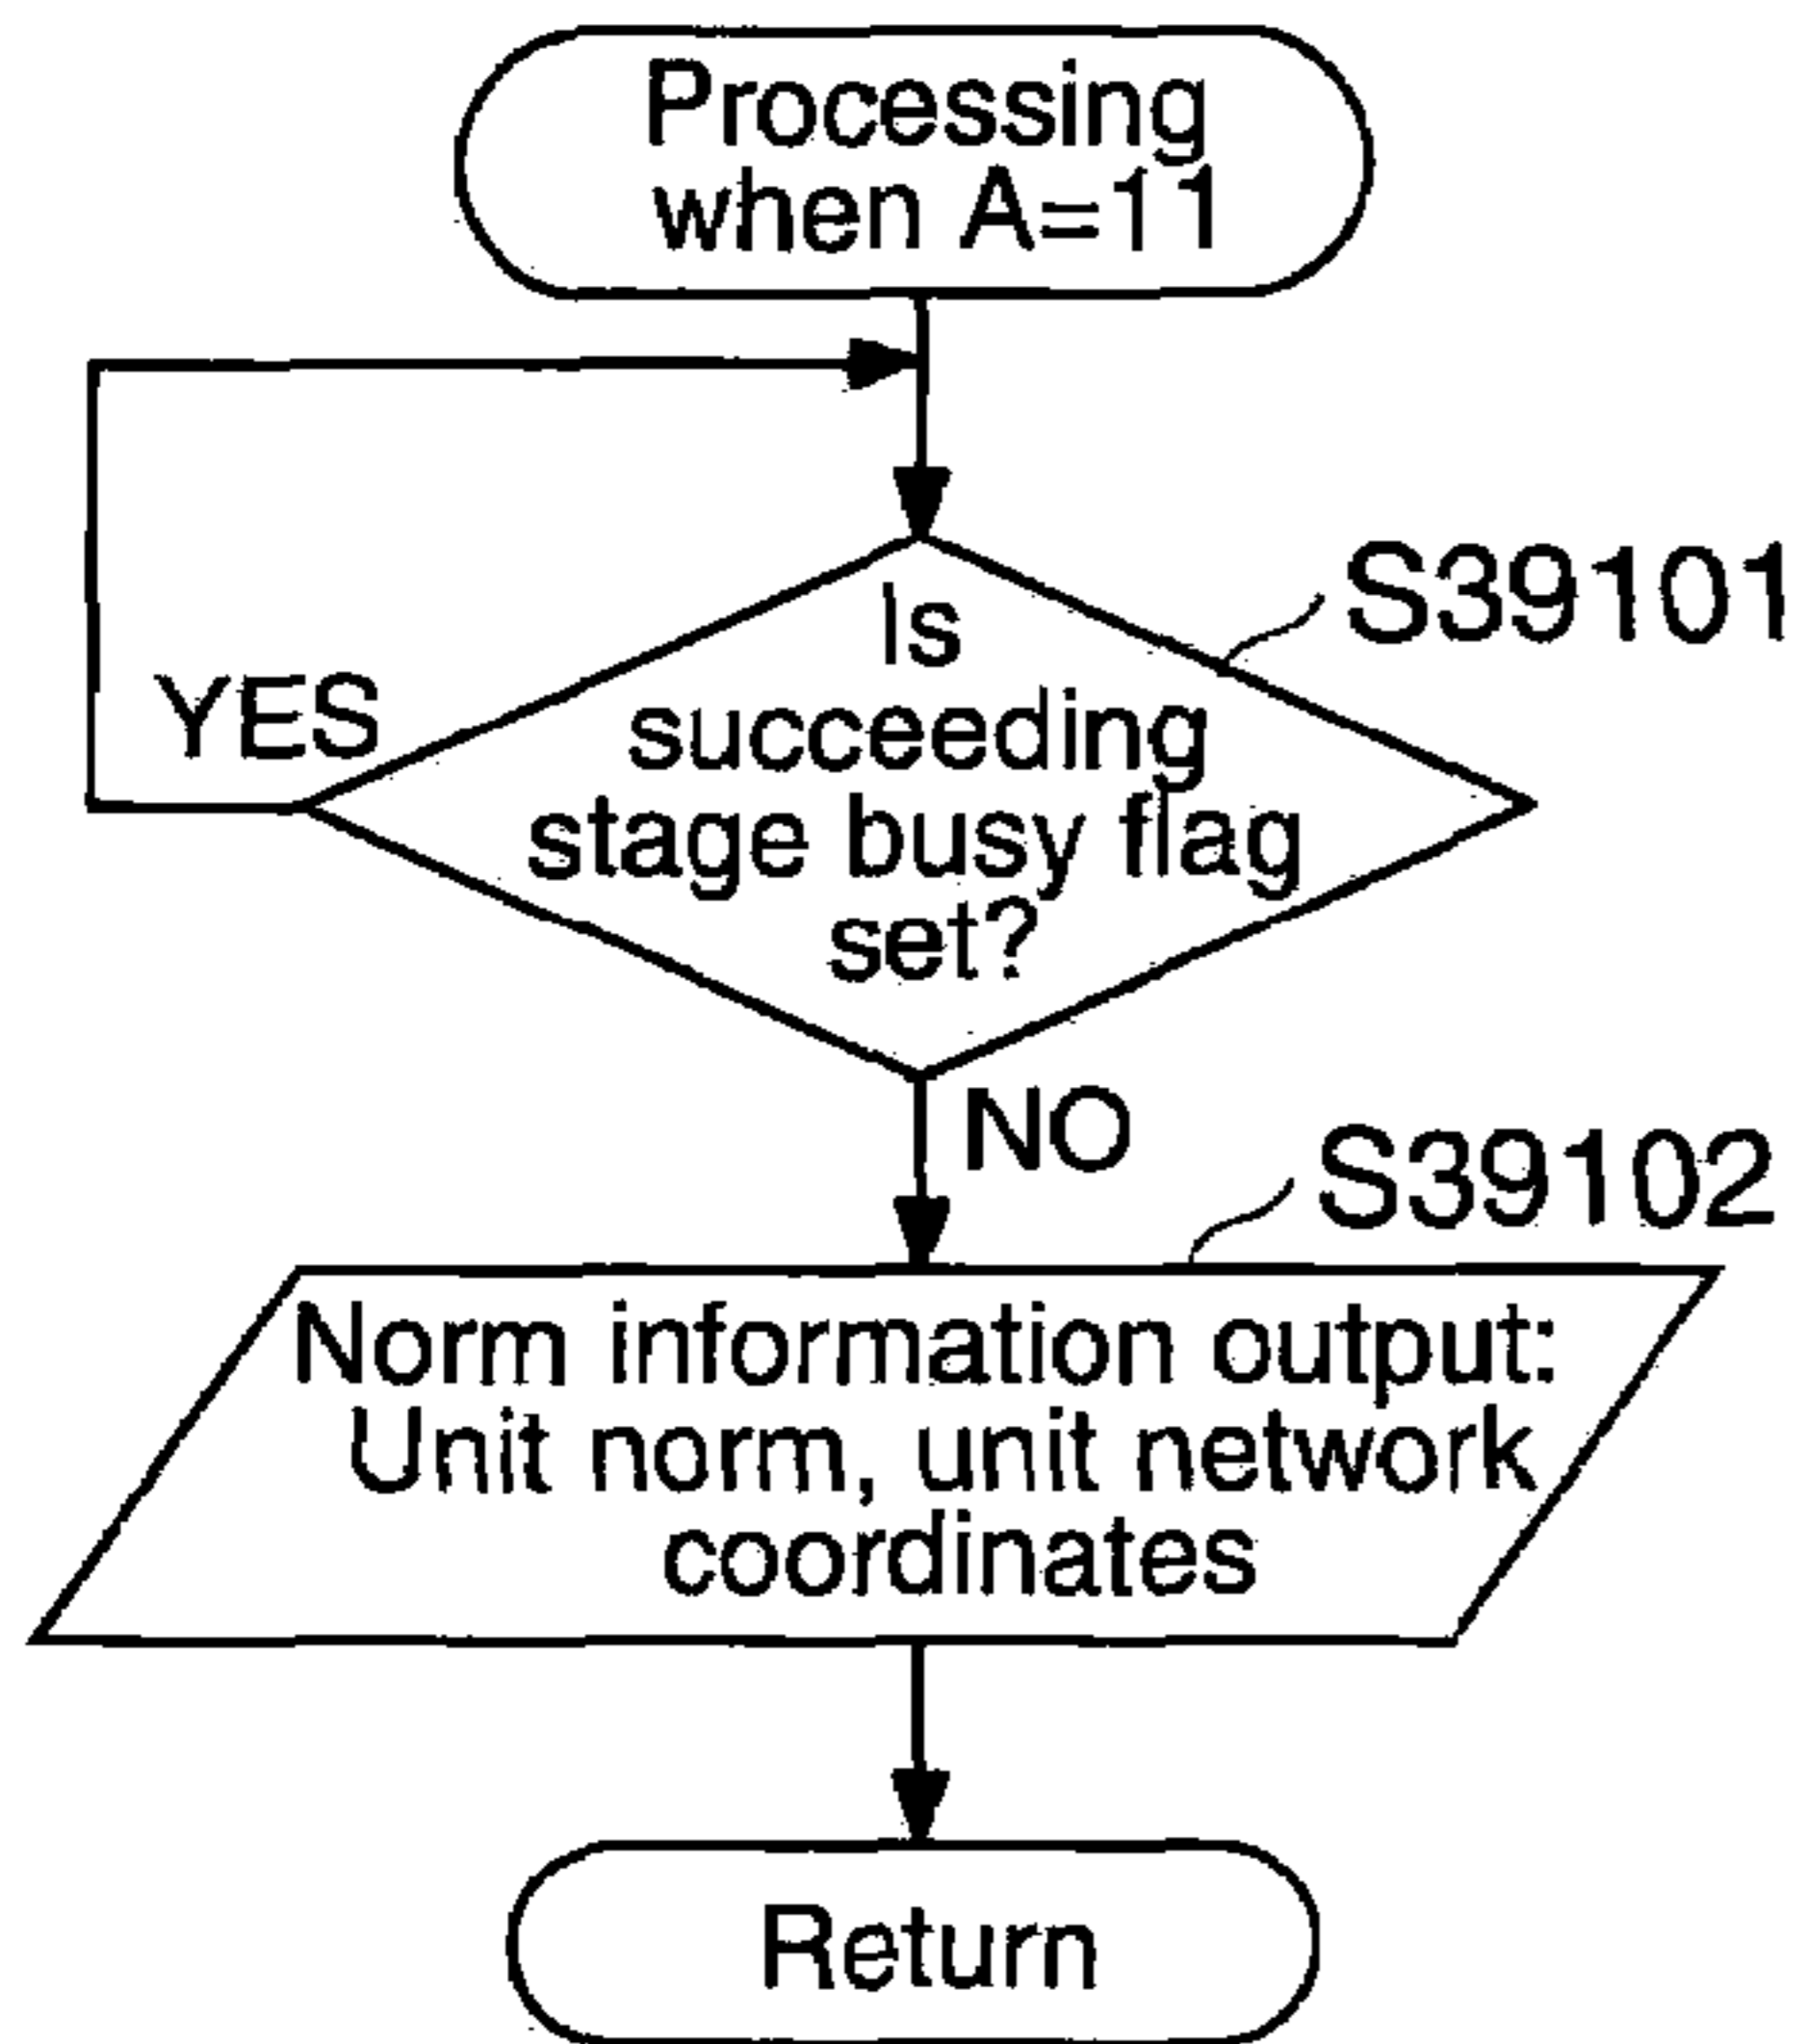 Processing
when A=11
S39101
Is
succeeding
stage busy flag
set?
YES
NO
S39102
Norm information output:
Unit norm, unit network
coordinates
Return